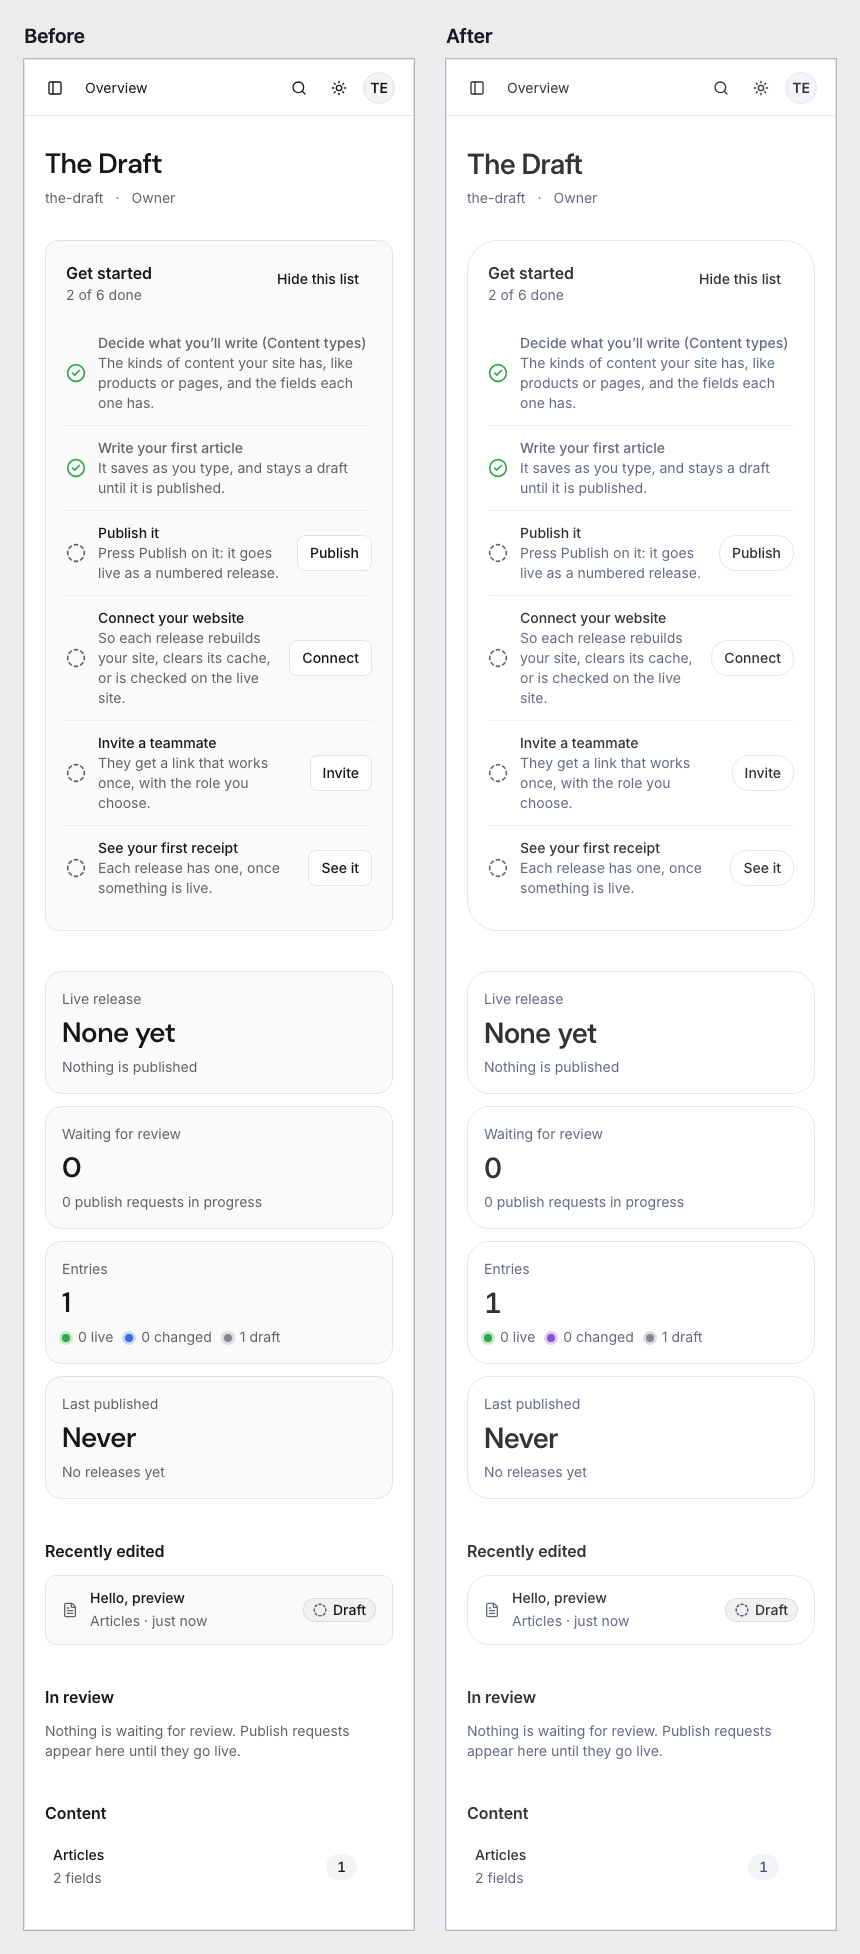 Before
Overview
TE
The Draft
the-draft · Owner
Get started
Hide this list
2 of 6 done
Decide what you’ll write (Content types)
The kinds of content your site has, like
products or pages, and the fields each
one has.
Write your first article
It saves as you type, and stays a draft
until it is published.
Publish it
Press Publish on it: it goes
live as a numbered release.
Publish
Connect your website
So each release rebuilds
your site, clears its cache,
or is checked on the live
site.
Connect
Invite a teammate
They get a link that works
once, with the role you
choose.
Invite
See your first receipt
Each release has one, once
something is live.
See it
Live release
None yet
Nothing is published
Waiting for review
0
0 publish requests in progress
Entries
1
0 live 0 changed 1 draft
Last published
Never
No releases yet
Recently edited
Hello, preview
Articles · just now
Draft
In review
Nothing is waiting for review. Publish requests
appear here until they go live.
Content
Articles
2 fields
1
After
Overview
TE
The Draft
the-draft · Owner
Get started
Hide this list
2 of 6 done
Decide what you’ll write (Content types)
The kinds of content your site has, like
products or pages, and the fields each
one has.
Write your first article
It saves as you type, and stays a draft
until it is published.
Publish it
Press Publish on it: it goes
live as a numbered release.
Publish
Connect your website
So each release rebuilds
your site, clears its cache,
or is checked on the live
site.
Connect
Invite a teammate
They get a link that works
once, with the role you
choose.
Invite
See your first receipt
Each release has one, once
something is live.
See it
Live release
None yet
Nothing is published
Waiting for review
0
0 publish requests in progress
Entries
1
0 live 0 changed 1 draft
Last published
Never
No releases yet
Recently edited
Hello, preview
Articles · just now
Draft
In review
Nothing is waiting for review. Publish requests
appear here until they go live.
Content
Articles
2 fields
1